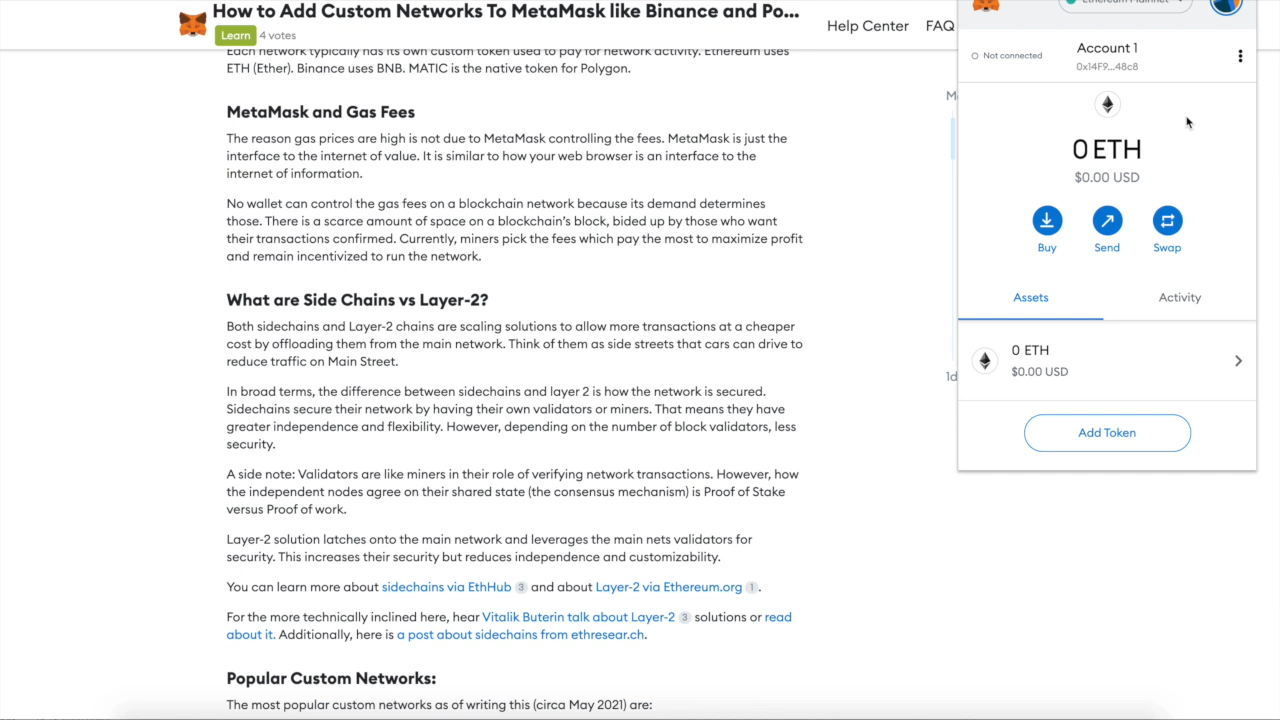 How to Add Custom Networks To MetaMask like Binance and Po...
Learn 4 votes
Help Center FAQ
Each network typically has its own custom token used to pay for network activity. Ethereum uses
ETH (Ether). Binance uses BNB. MATIC is the native token for Polygon.
MetaMask and Gas Fees
The reason gas prices are high is not due to MetaMask controlling the fees. MetaMask is just the
interface to the internet of value. It is similar to how your web browser is an interface to the
internet of information.
No wallet can control the gas fees on a blockchain network because its demand determines
those. There is a scarce amount of space on a blockchain's block, bided up by those who want
their transactions confirmed. Currently, miners pick the fees which pay the most to maximize profit
and remain incentivized to run the network.
What are Side Chains vs Layer-2?
Both sidechains and Layer-2 chains are scaling solutions to allow more transactions at a cheaper
cost by offloading them from the main network. Think of them as side streets that cars can drive to
reduce traffic on Main Street.
In broad terms, the difference between sidechains and layer 2 is how the network is secured.
Sidechains secure their network by having their own validators or miners. That means they have
greater independence and flexibility. However, depending on the number of block validators, less
security.
A side note: Validators are like miners in their role of verifying network transactions. However, how
the independent nodes agree on their shared state (the consensus mechanism) is Proof of Stake
versus Proof of work.
Layer-2 solution latches onto the main network and leverages the main nets validators for
security. This increases their security but reduces independence and customizability.
You can learn more about sidechains via EthHub 3 and about Layer-2 via Ethereum.org 1.
For the more technically inclined here, hear Vitalik Buterin talk about Layer-2 3 solutions or read
about it. Additionally, here is a post about sidechains from ethresear.ch.
Popular Custom Networks:
The most popular custom networks as of writing this (circa May 2021) are:
Ethereum Mainnet
Not connected
Account 1
0x14F9...48c8
0 ETH
$0.00 USD
Buy Send Swap
Assets Activity
0 ETH
$0.00 USD
Add Token